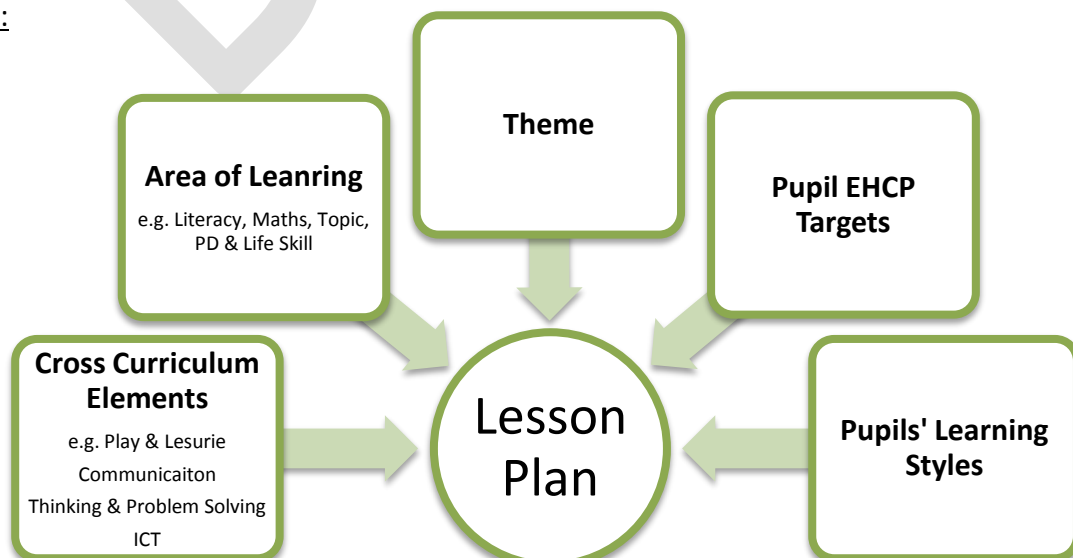 :
Theme
Area of Leanring
e.g. Literacy, Maths, Topic,
PD & Life Skill
Pupil EHCP
Targets
Cross Curriculum
Elements
e.g. Play & Lesurie
Communicaiton
Thinking & Problem Solving
ICT
Lesson
Plan
Pupils' Learning
Styles